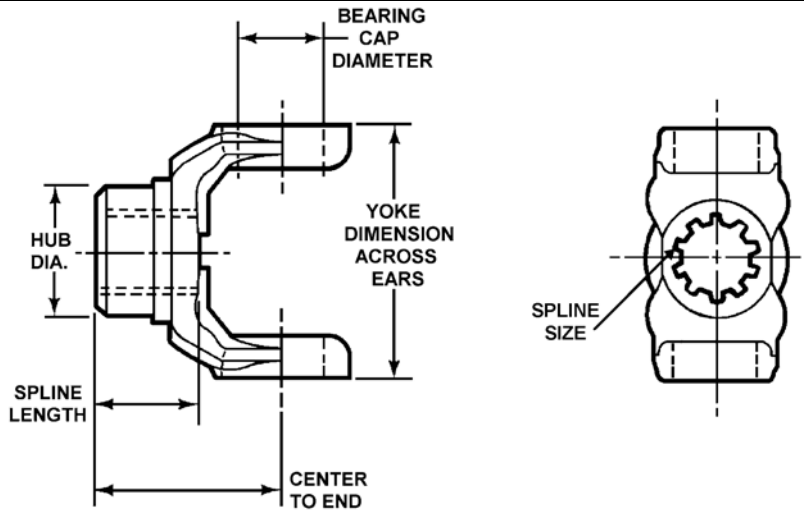 BEARING
CAP
DIAMETER
HUB
DIA.
YOKE
DIMENSION
ACROSS
EARS
SPLINE
SIZE
SPLINE
LENGTH
CENTER
TO END